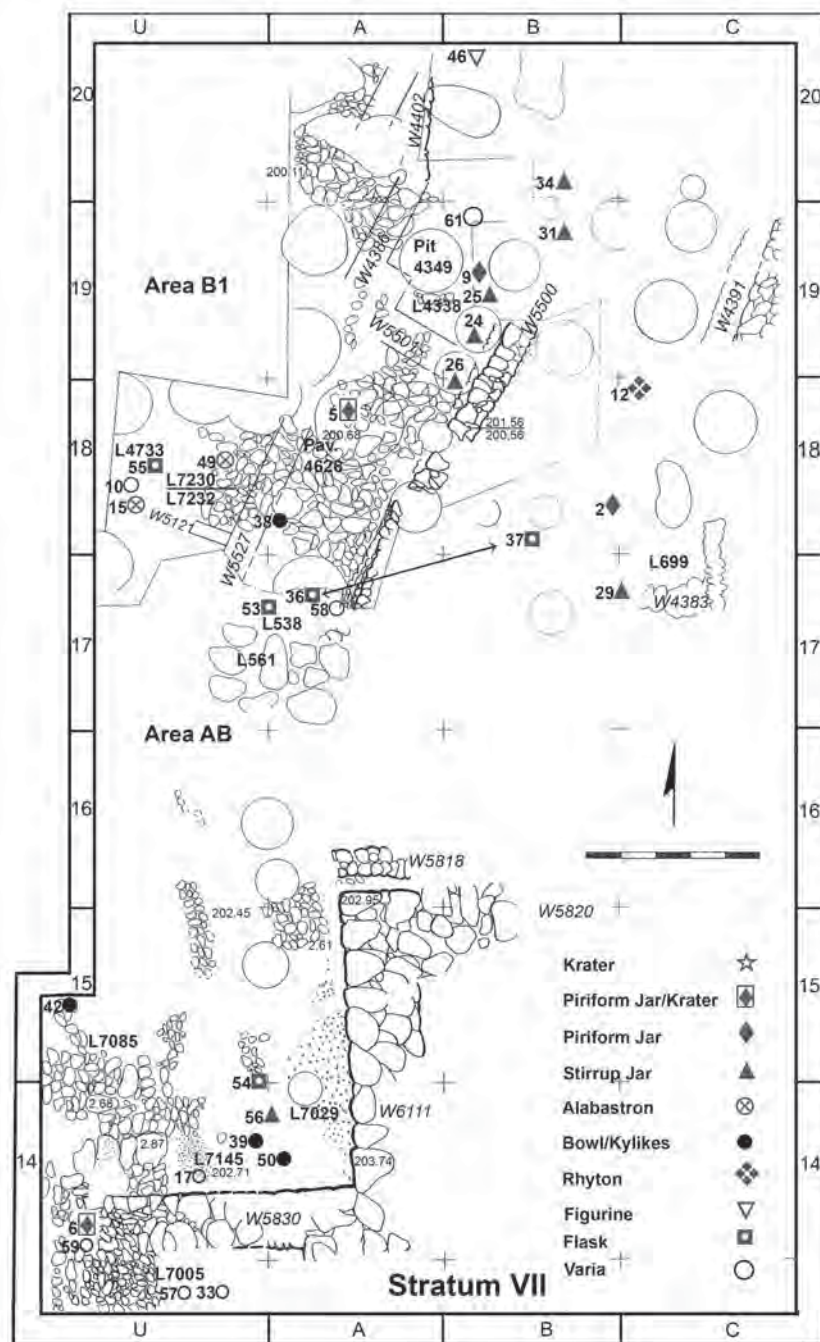 U A B C
46
20 20
W4402
200.11
34
61
31
Pit
4349
W4386
19 19
Area B1
9
25
L4338
W4391
24
W5500
W5501
26
12
5
200.68
201.56
200.56
18 18
L4733
55
49
Pav.
4626
L7230
10
L7232
15
2
38
W5121
37
W5527
L699
36
29
53
58
W4383
L538
17 17
L561
Area AB
16 16
W5818
202.95
202.45
W5820
2.61
Krater
15 15
42
Piriform Jar/Krater
L7085
Piriform Jar
54
Stirrup Jar
2.68
56
L7029
W6111
Alabastron
39
2.87
Bowl/Kylikes
14 14
L7145
50
203.74
17
202.71
Rhyton
6
W5830
Figurine
59
Flask
L7005
Varia
57 33
Stratum VII
U A B C